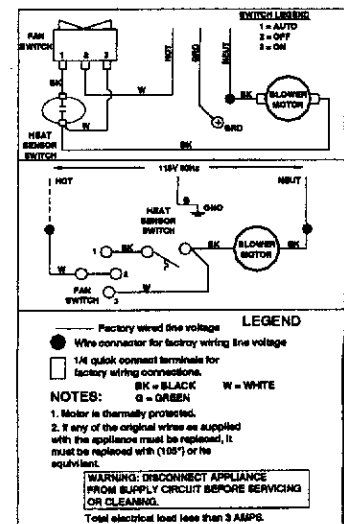 SWITCH LEGEND
1 = AUTO
2 = OFF
3 = ON
FAN
SWITCH
1 2 3
HOT
GRD
NEUT
BK
W
W
HEAT
SENSOR
SWITCH
GRD
BLOWER
MOTOR
BK
115V 60Hz
HOT
NEUT
HEAT
SENSOR
SWITCH
GND
1
BK
BK
BLOWER
MOTOR
BK
W
2
FAN
SWITCH
3
W
LEGEND
Factory wired line voltage
Wire connector for factroy wiring line voltage
1/4 quick connect terminals for
factory wiring connections.
BK = BLACK W = WHITE
G = GREEN
NOTES:
1. Motor is thermally protected.
2. If any of the original wires as supplied
with the appliance must be replaced, it
must be replaced with (105°) or its
equivilant.
WARNING: DISCONNECT APPLIANCE
FROM SUPPLY CIRCUIT BEFORE SERVICING
OR CLEANING.
Total electrical load less than 3 AMPS.